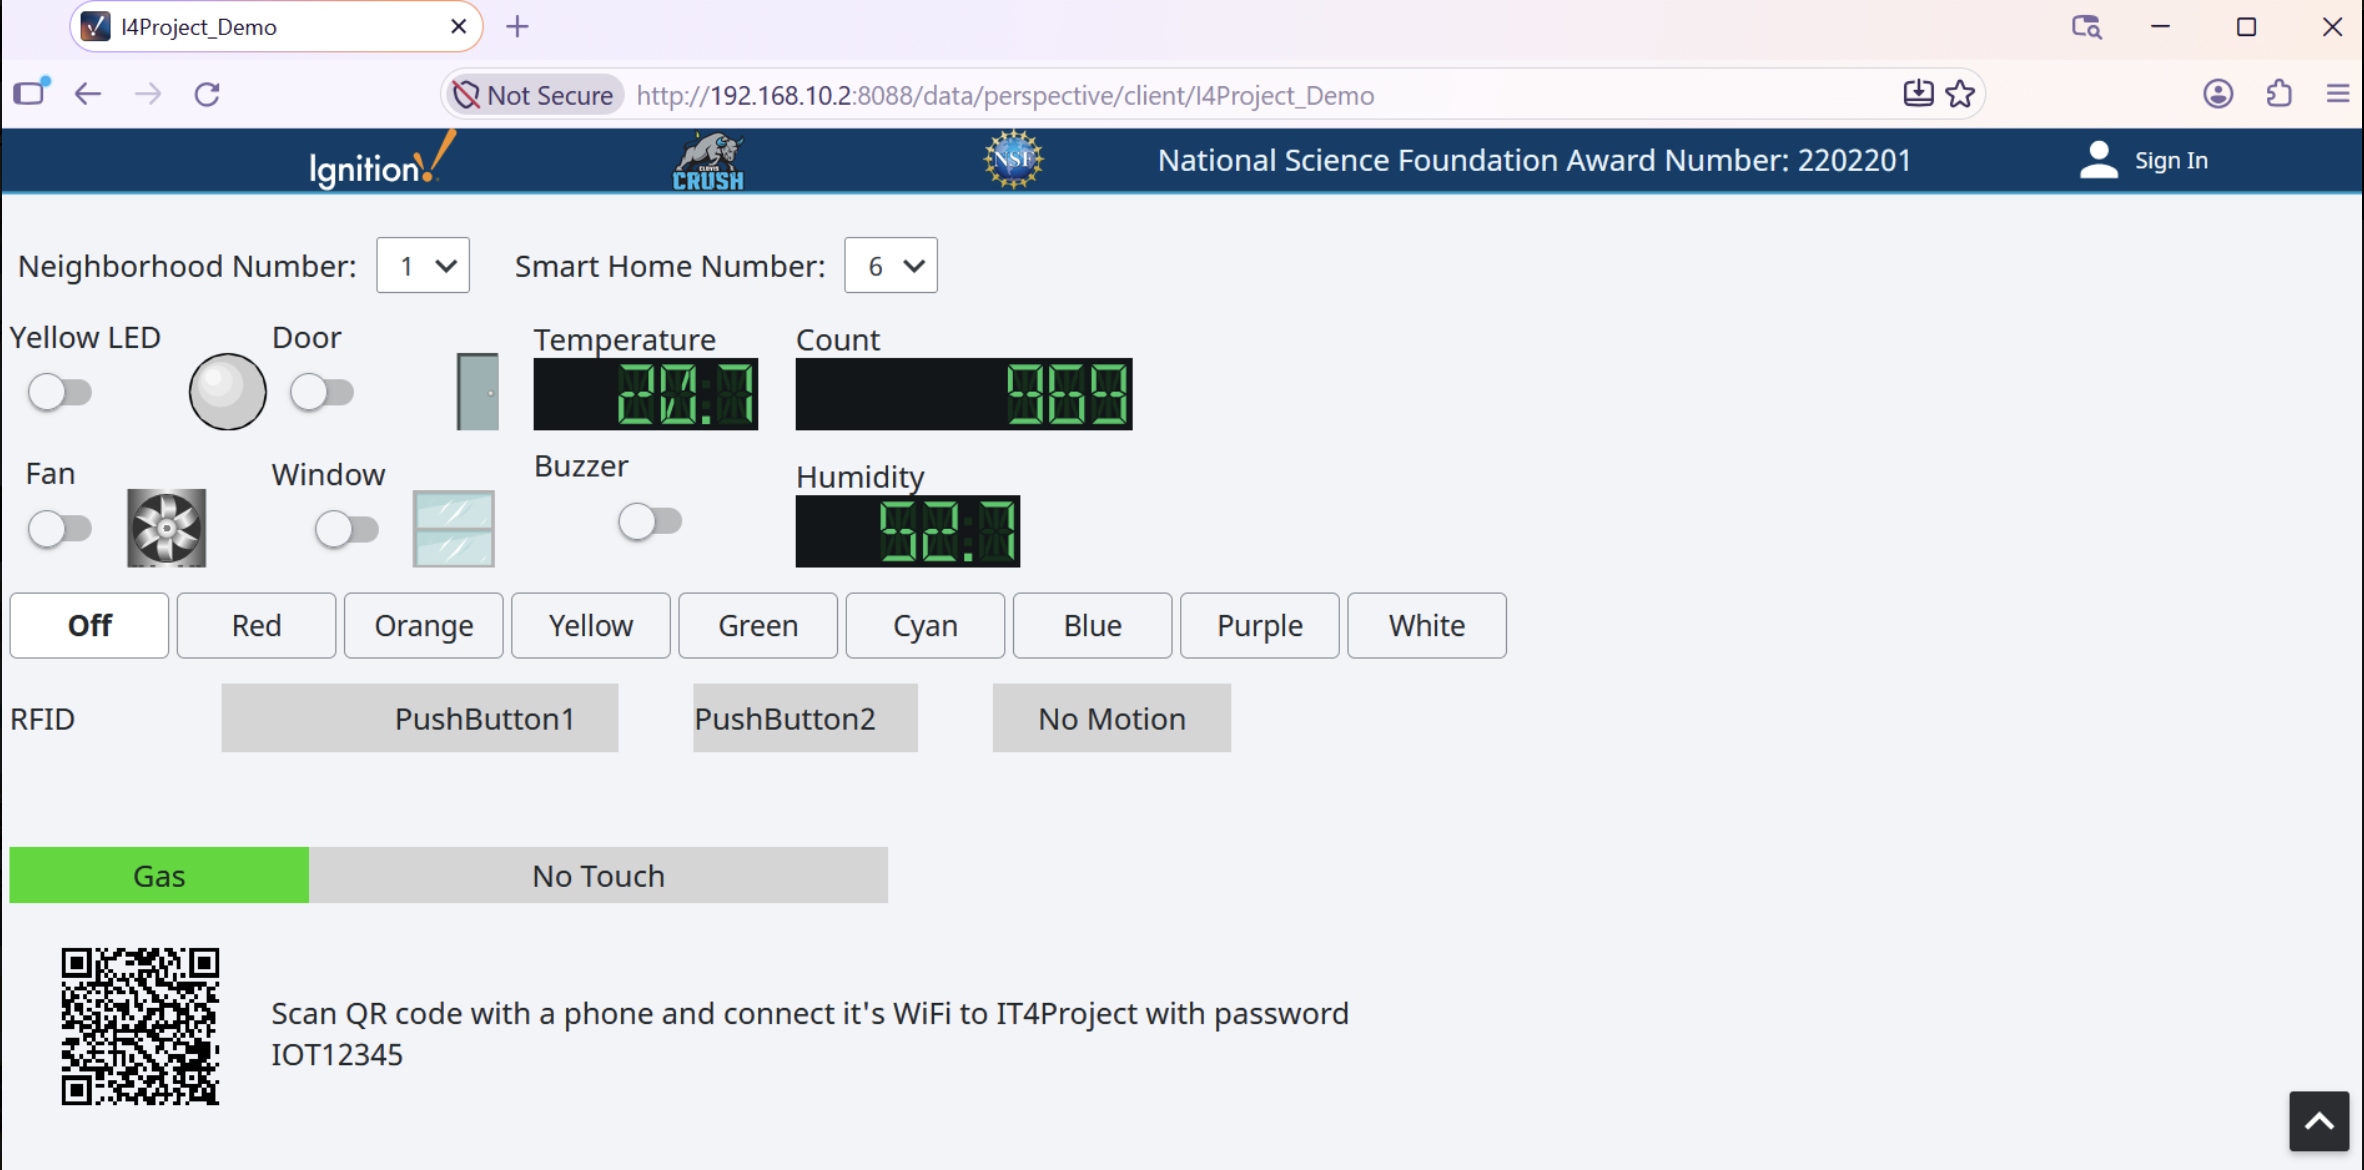 I4Project_Demo
Not Secure http://192.168.10.2:8088/data/perspective/client/I4Project_Demo
Ignition! CLOVIS CRUSH NSF National Science Foundation Award Number: 2202201 Sign In
Neighborhood Number: 1 Smart Home Number: 6
Yellow LED Door Temperature Count
20.7 969
Fan Window Buzzer Humidity
52.7
Off Red Orange Yellow Green Cyan Blue Purple White
RFID PushButton1 PushButton2 No Motion
Gas No Touch
Scan QR code with a phone and connect it's WiFi to IT4Project with password
IOT12345